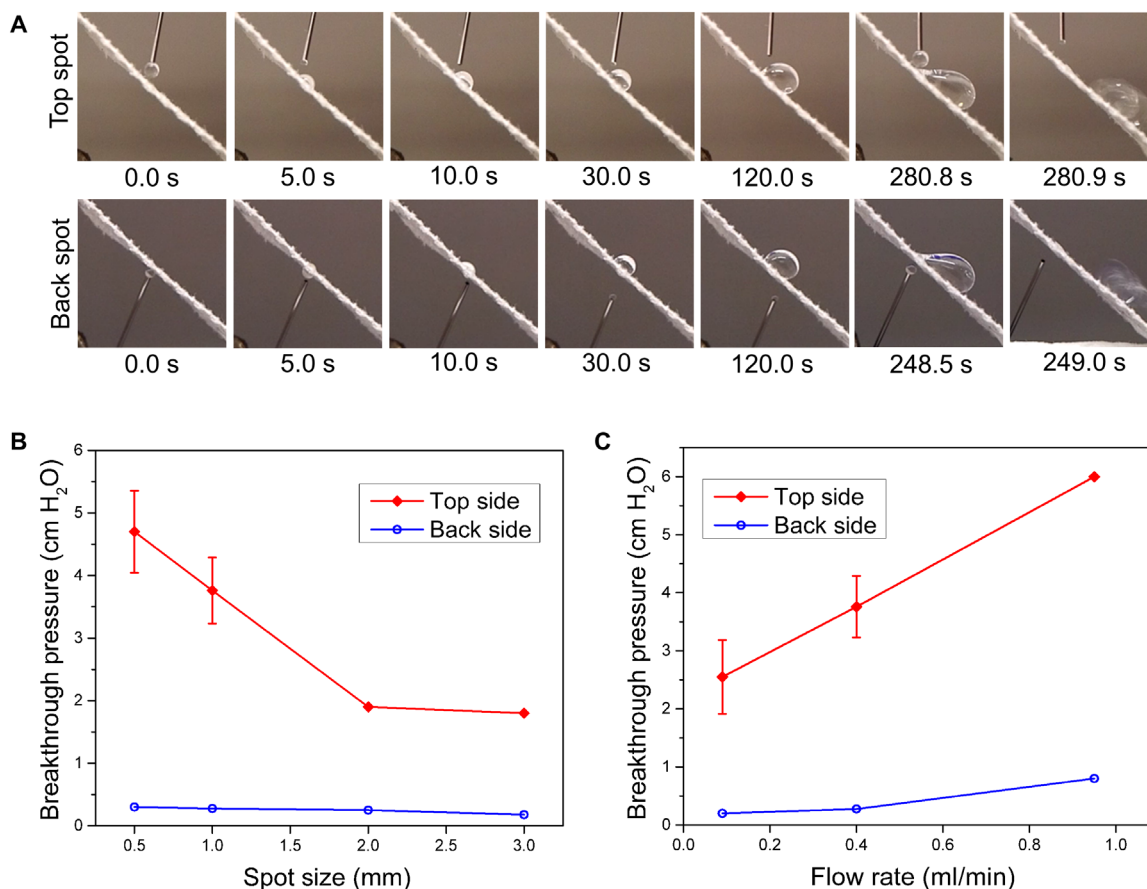 A
Top spot
0.0 s 5.0 s 10.0 s 30.0 s 120.0 s 280.8 s 280.9 s
Back spot
0.0 s 5.0 s 10.0 s 30.0 s 120.0 s 248.5 s 249.0 s
B
Breakthrough pressure (cm H₂O)
6
5
4
3
2
1
0
Top side
Back side
0.5 1.0 2.0 3.0
Spot size (mm)
C
Breakthrough pressure (cm H₂O)
6
5
4
3
2
1
0
Top side
Back side
0.0 0.2 0.4 0.6 0.8 1.0
Flow rate (ml/min)